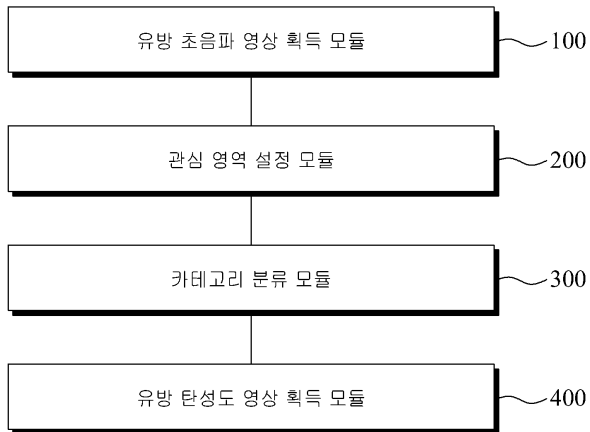 유방 초음파 영상 획득 모듈 100
관심 영역 설정 모듈 200
카테고리 분류 모듈 300
유방 탄성도 영상 획득 모듈 400